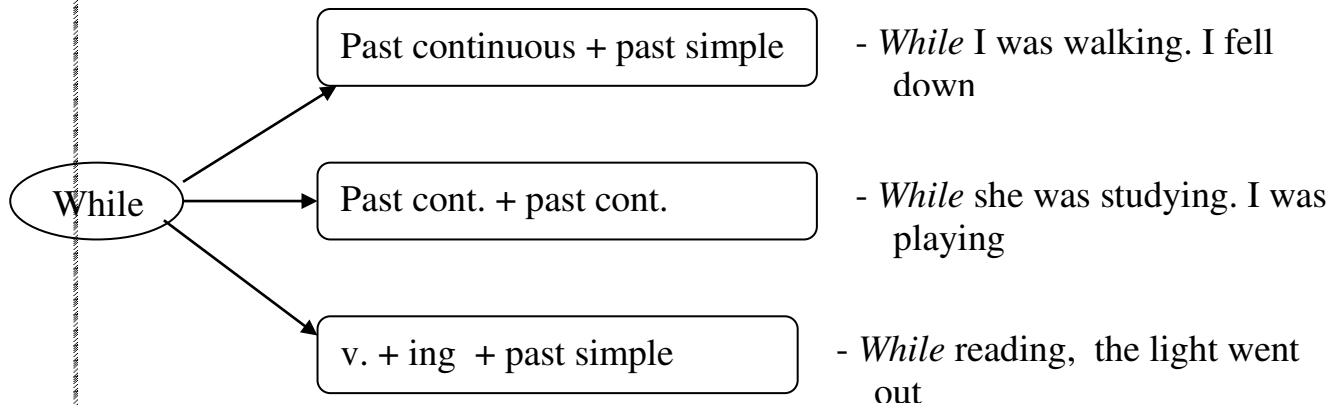 Past continuous + past simple
- While I was walking. I fell
down
While
Past cont. + past cont.
- While she was studying. I was
playing
v. + ing + past simple
- While reading, the light went
out